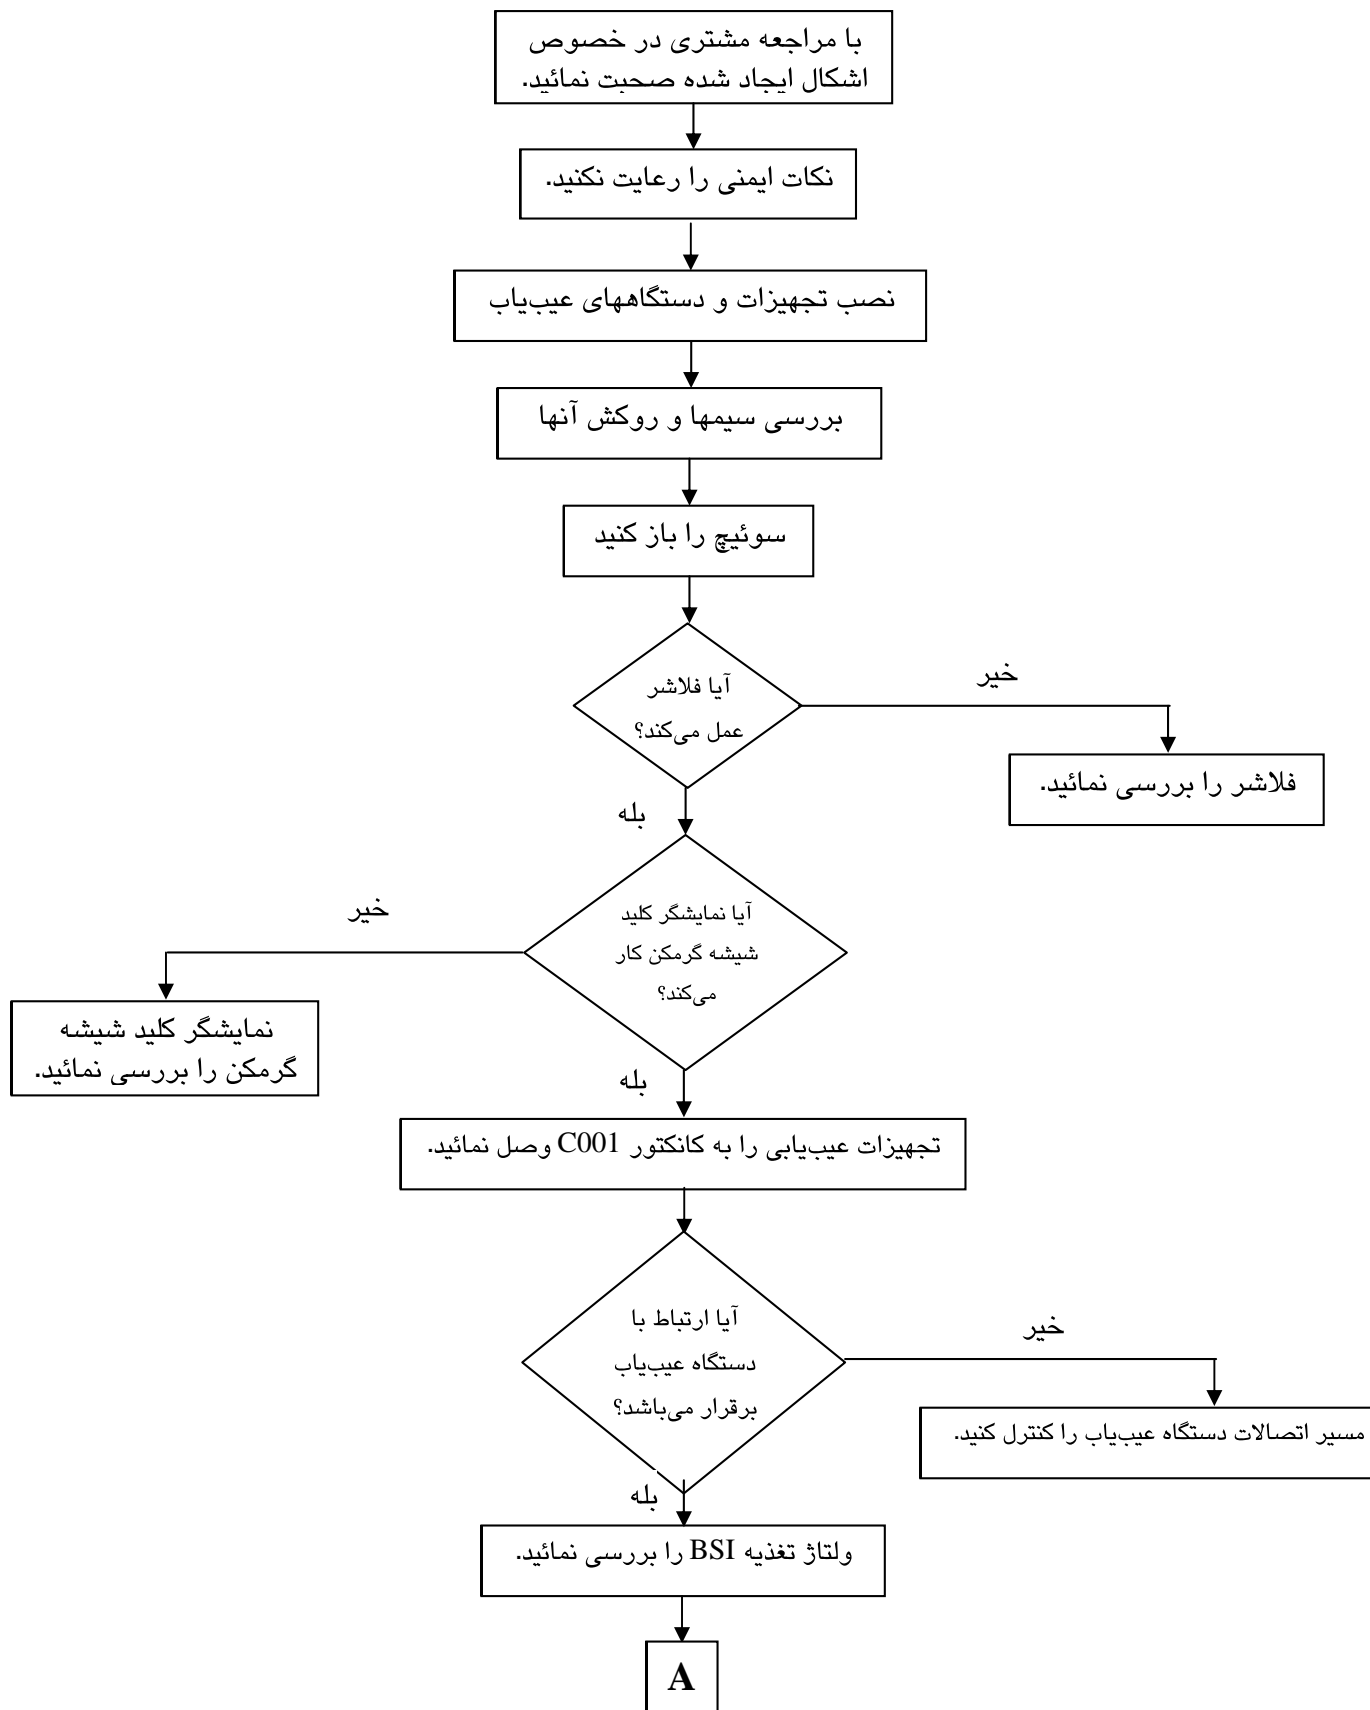 با مراجعه مشتری در خصوص
اشکال ایجاد شده صحبت نمائید.
نکات ایمنی را رعایت نکنید.
نصب تجهیزات و دستگاههای عیب‌یاب
بررسی سیمها و روکش آنها
سوئیچ را باز کنید
آیا فلاشر
عمل می‌کند؟
خیر
فلاشر را بررسی نمائید.
بله
آیا نمایشگر کلید
شیشه گرمکن کار
می‌کند؟
خیر
نمایشگر کلید شیشه
گرمکن را بررسی نمائید.
بله
تجهیزات عیب‌یابی را به کانکتور C001 وصل نمائید.
آیا ارتباط با
دستگاه عیب‌یاب
برقرار می‌باشد؟
خیر
مسیر اتصالات دستگاه عیب‌یاب را کنترل کنید.
بله
ولتاژ تغذیه BSI را بررسی نمائید.
A